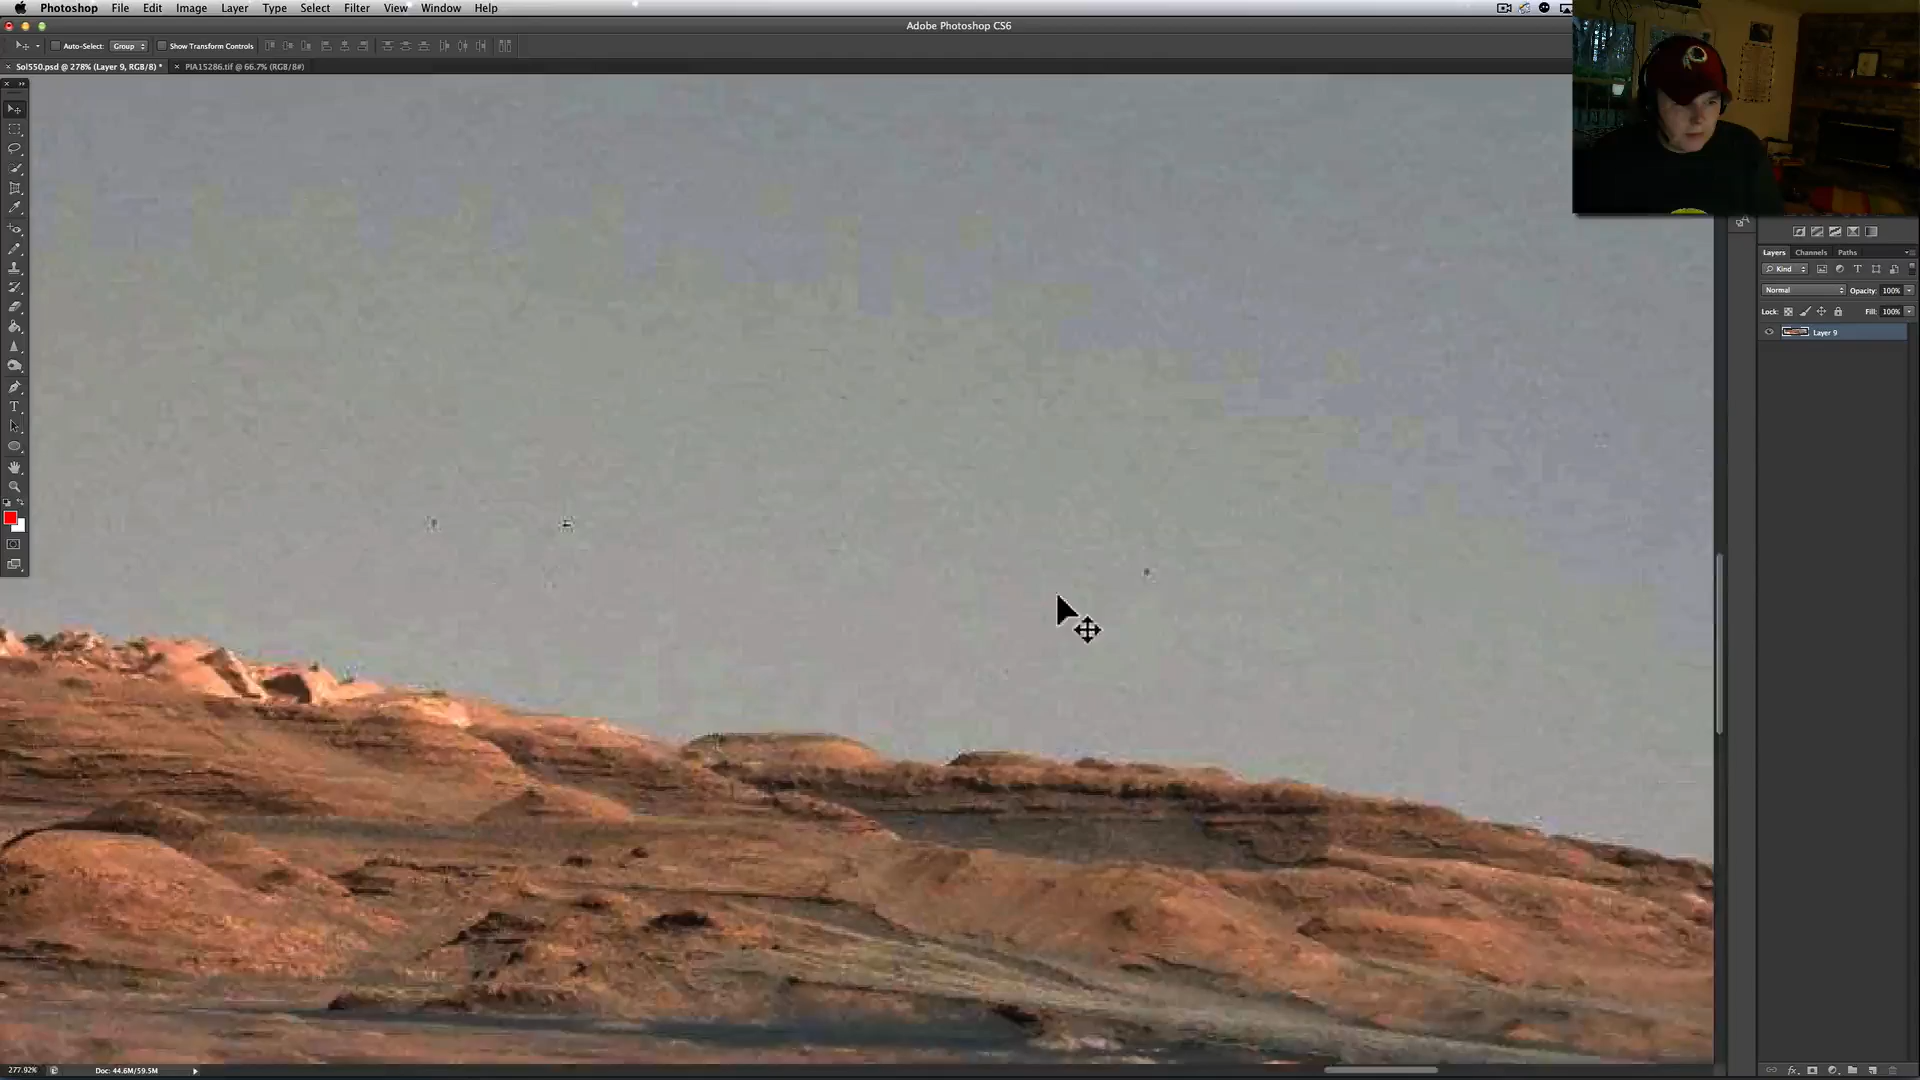 Photoshop File Edit Image Layer Type Select Filter View Window Help
Adobe Photoshop CS6
Auto-Select: Group Show Transform Controls
Sol550.psd @ 278% (Layer 9, RGB/8) * PIA15286.tif @ 66.7% (RGB/8#)
Layers Channels Paths
Kind
Normal Opacity: 100%
Lock: Fill: 100%
Layer 9
277.92% Doc: 44.6M/59.5M